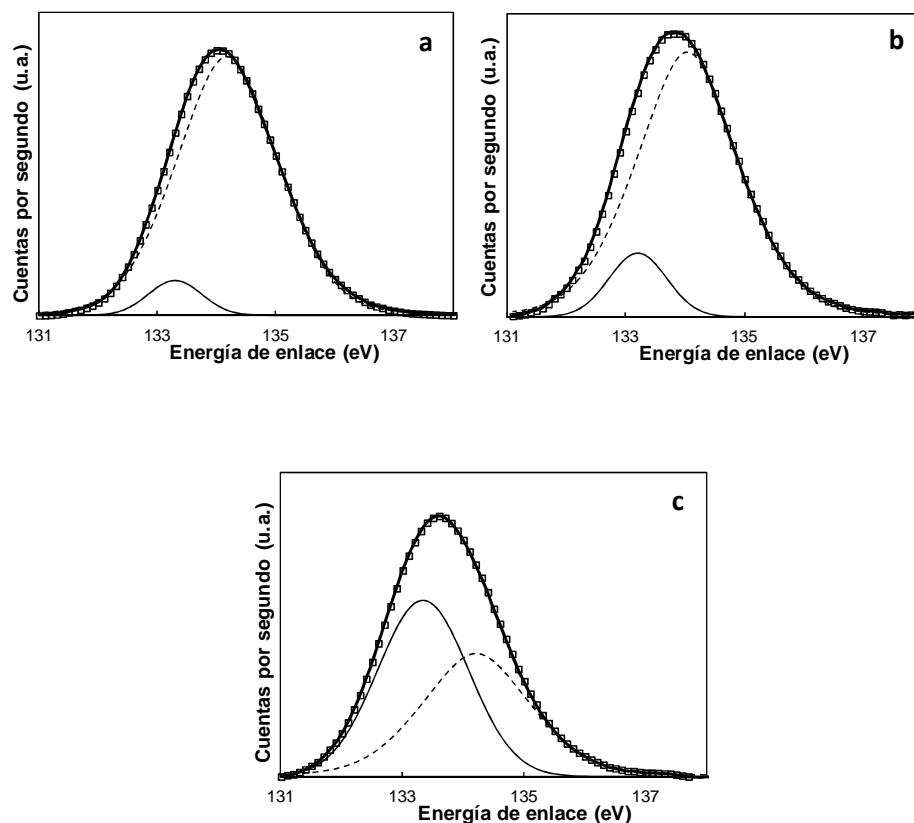 a
Cuentas por segundo (u.a.)
131 133 135 137
Energía de enlace (eV)
b
Cuentas por segundo (u.a.)
131 133 135 137
Energía de enlace (eV)
c
Cuentas por segundo (u.a.)
131 133 135 137
Energía de enlace (eV)